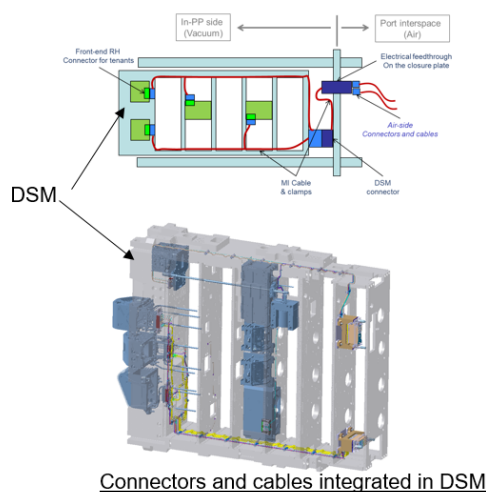 In-PP side
(Vacuum)
Port interspace
(Air)
Front-end RH
Connector for tenants
Electrical feedthrough
On the closure plate
Air-side
Connectors and cables
DSM
MI Cable
& clamps
DSM
connector
Connectors and cables integrated in DSM